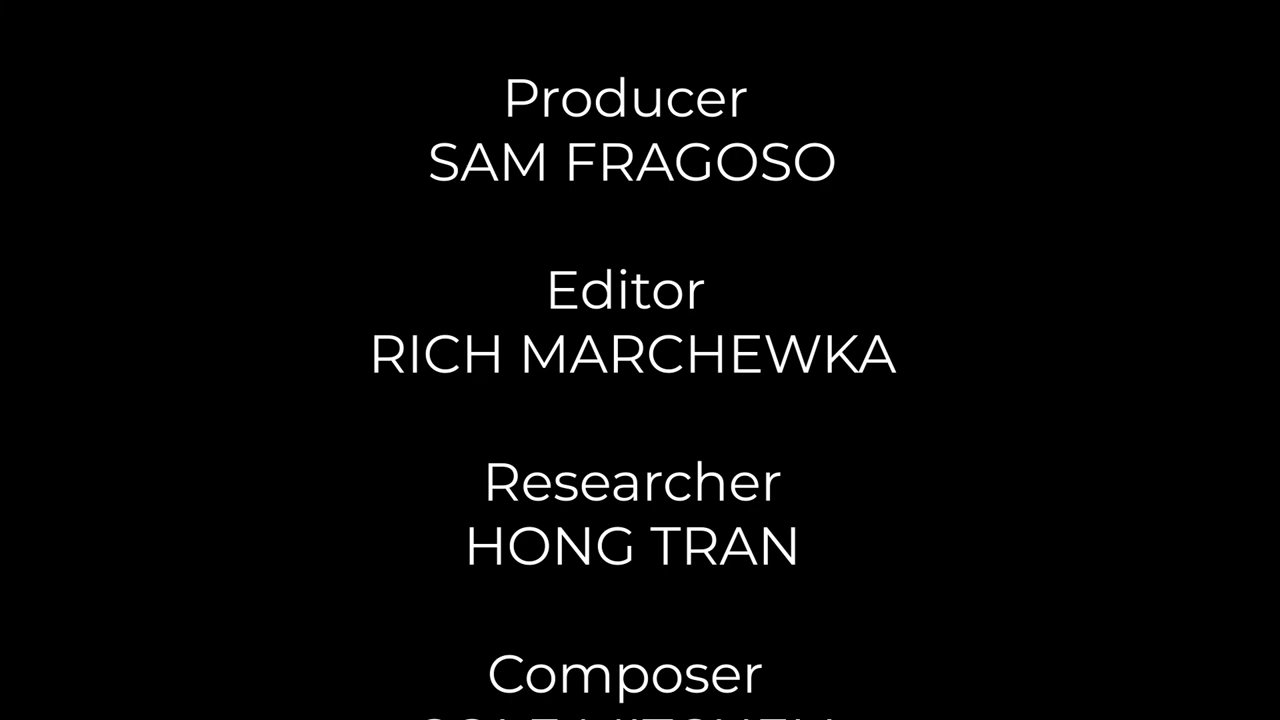 Producer
SAM FRAGOSO
Editor
RICH MARCHEWKA
Researcher
HONG TRAN
Composer